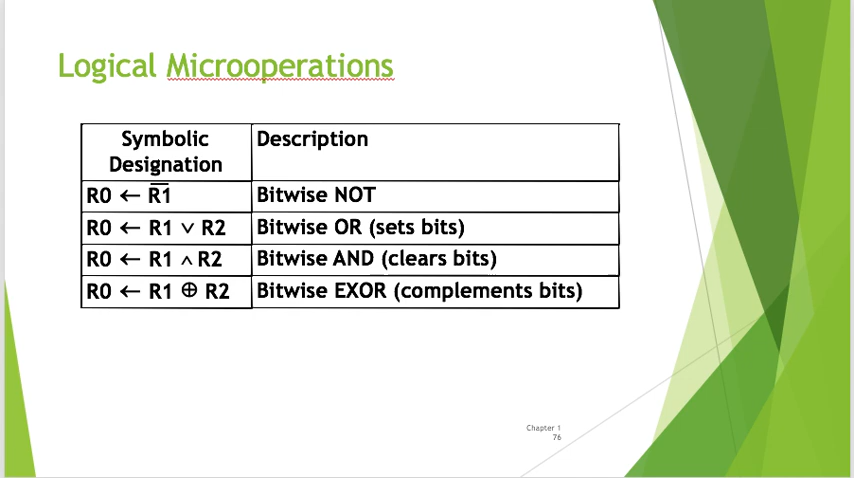 Logical Microoperations
Symbolic
Designation
Description
R0 ← R̅1̅
Bitwise NOT
R0 ← R1 ∨ R2
Bitwise OR (sets bits)
R0 ← R1 ∧ R2
Bitwise AND (clears bits)
R0 ← R1 ⊕ R2
Bitwise EXOR (complements bits)
Chapter 1
76